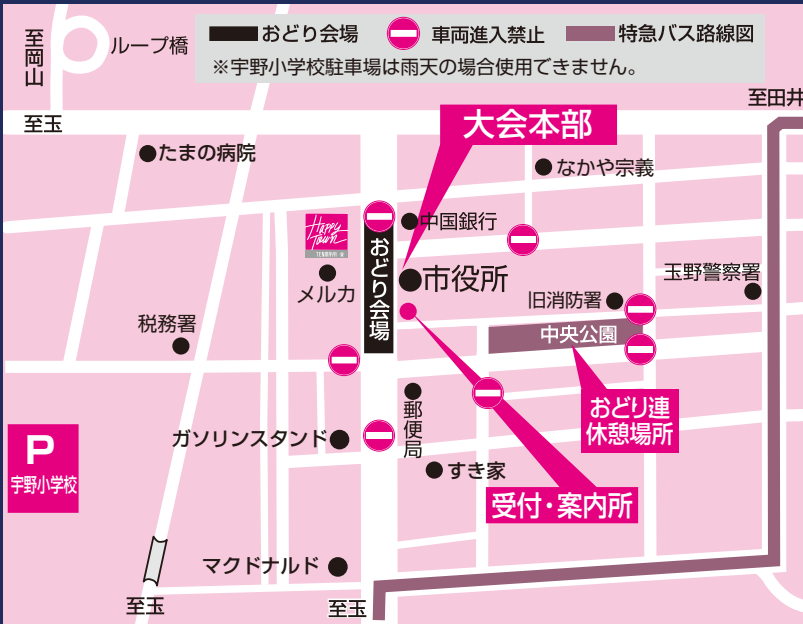 おどり会場 車両進入禁止 特急バス路線図
※宇野小学校駐車場は雨天の場合使用できません。
至岡山
ループ橋
至田井
至玉
大会本部
たまの病院
なかや宗義
Happy Town
TENMAYA
中国銀行
おどり会場
市役所
メルカ
玉野警察署
旧消防署
税務署
中央公園
郵便局
おどり連
休憩場所
ガソリンスタンド
P
宇野小学校
すき家
受付・案内所
マクドナルド
至玉
至玉